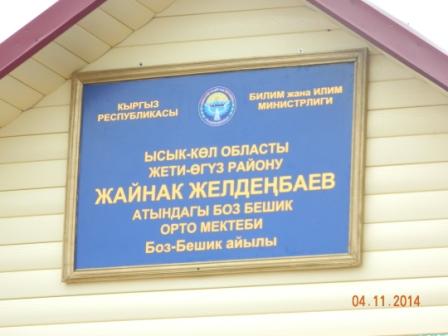 КЫРГЫЗ
РЕСПУБЛИКАСЫ
БИЛИМ жана ИЛИМ
МИНИСТРЛИГИ
ЫСЫК-КӨЛ ОБЛАСТЫ
ЖЕТИ-ӨГҮЗ РАЙОНУ
ЖАЙНАК ЖЕЛДЕҢБАЕВ
АТЫНДАГЫ БОЗ БЕШИК
ОРТО МЕКТЕБИ
Боз-Бешик айылы
04.11.2014